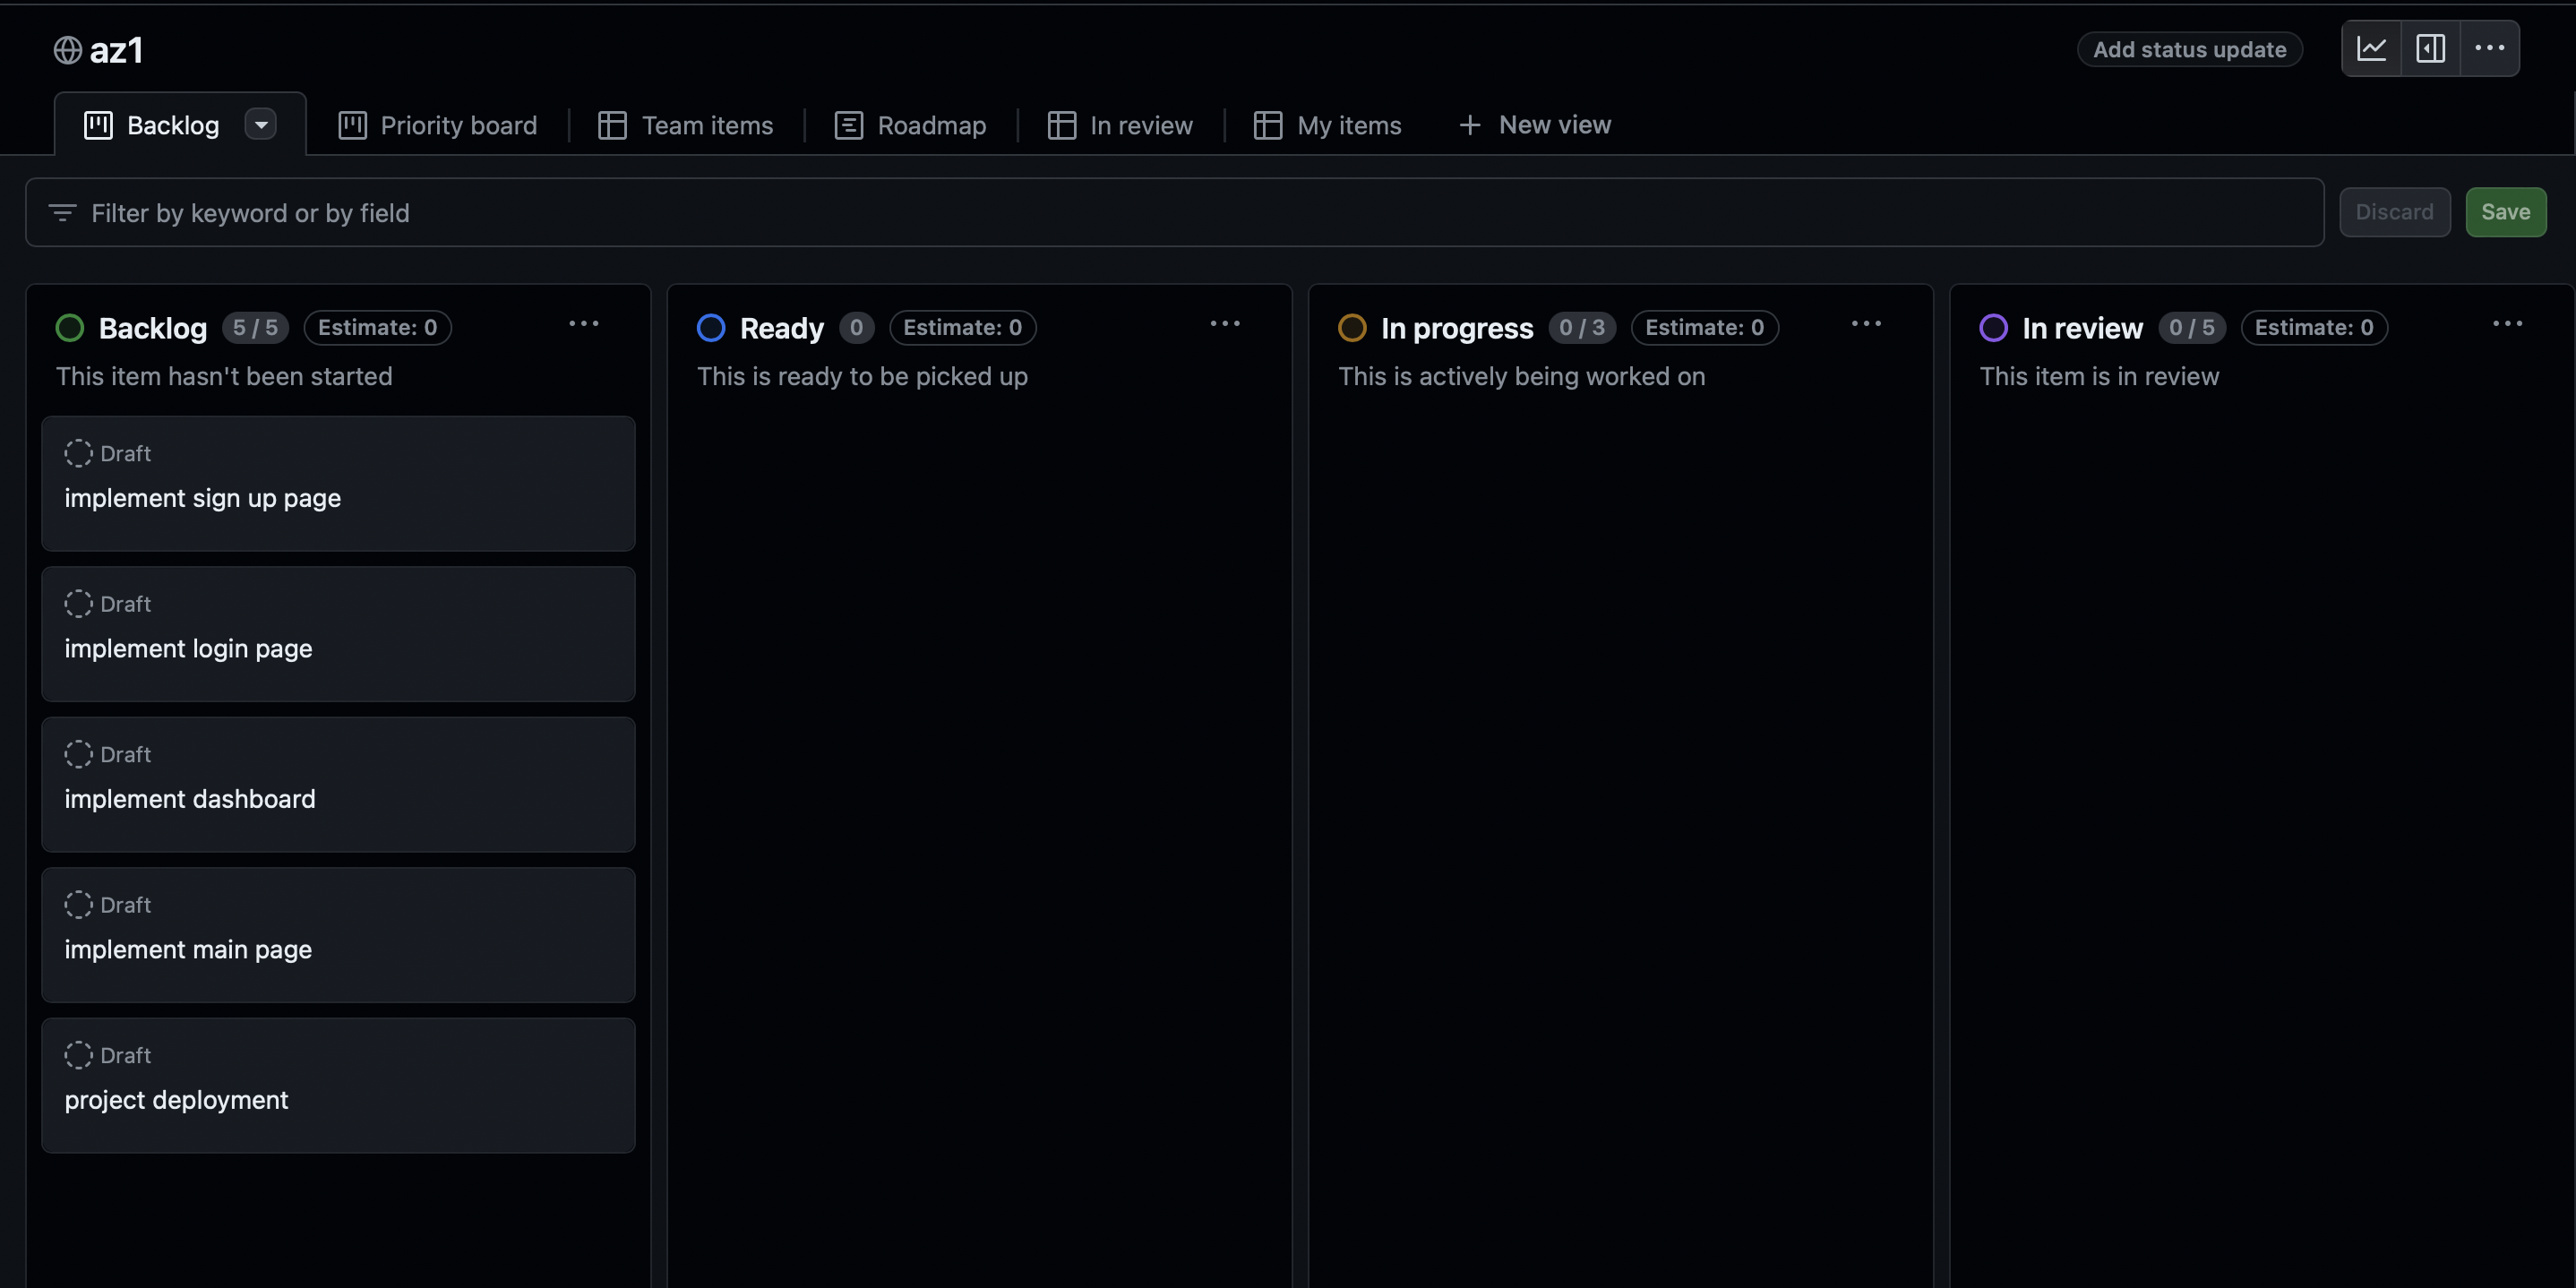 az1
Add status update
Backlog Priority board Team items Roadmap In review My items + New view
Filter by keyword or by field
Discard Save
Backlog 5 / 5 Estimate: 0
This item hasn't been started
Draft
implement sign up page
Draft
implement login page
Draft
implement dashboard
Draft
implement main page
Draft
project deployment
Ready 0 Estimate: 0
This is ready to be picked up
In progress 0 / 3 Estimate: 0
This is actively being worked on
In review 0 / 5 Estimate: 0
This item is in review